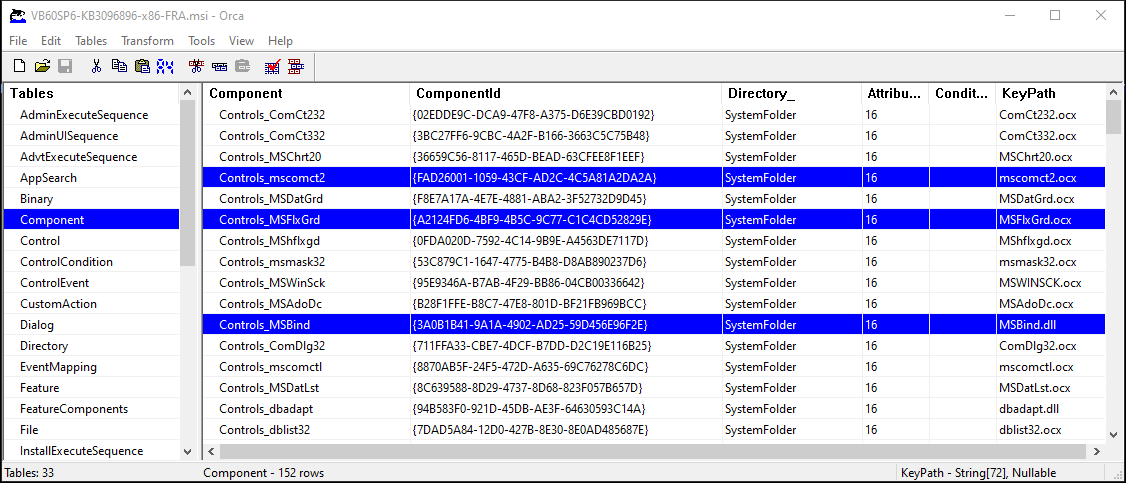 VB60SP6-KB3096896-x86-FRA.msi - Orca
File Edit Tables Transform Tools View Help
Tables
AdminExecuteSequence
AdminUISequence
AdvtExecuteSequence
AppSearch
Binary
Component
Control
ControlCondition
ControlEvent
CustomAction
Dialog
Directory
EventMapping
Feature
FeatureComponents
File
InstallExecuteSequence
Component ComponentId Directory_ Attribu... Condit... KeyPath
Controls_ComCt232 {02EDDE9C-DCA9-47F8-A375-D6E39CBD0192} SystemFolder 16 ComCt232.ocx
Controls_ComCt332 {3BC27FF6-9CBC-4A2F-B166-3663C5C75B48} SystemFolder 16 ComCt332.ocx
Controls_MSChrt20 {36659C56-8117-465D-BEAD-63CFEE8F1EEF} SystemFolder 16 MSChrt20.ocx
Controls_mscomct2 {FAD26001-1059-43CF-AD2C-4C5A81A2DA2A} SystemFolder 16 mscomct2.ocx
Controls_MSDatGrd {F8E7A17A-4E7E-4881-ABA2-3F52732D9D45} SystemFolder 16 MSDatGrd.ocx
Controls_MSFlxGrd {A2124FD6-4BF9-4B5C-9C77-C1C4CD52829E} SystemFolder 16 MSFlxGrd.ocx
Controls_MShflxgd {0FDA020D-7592-4C14-9B9E-A4563DE7117D} SystemFolder 16 MShflxgd.ocx
Controls_msmask32 {53C879C1-1647-4775-B4B8-D8AB890237D6} SystemFolder 16 msmask32.ocx
Controls_MSWinSck {95E9346A-B7AB-4F29-BB86-04CB00336642} SystemFolder 16 MSWINSCK.ocx
Controls_MSAdoDc {B28F1FFE-B8C7-47E8-801D-BF21FB969BCC} SystemFolder 16 MSAdoDc.ocx
Controls_MSBind {3A0B1B41-9A1A-4902-AD25-59D456E96F2E} SystemFolder 16 MSBind.dll
Controls_ComDlg32 {711FFA33-CBE7-4DCF-B7DD-D2C19E116B25} SystemFolder 16 ComDlg32.ocx
Controls_mscomctl {8870AB5F-24F5-472D-A635-69C76278C6DC} SystemFolder 16 mscomctl.ocx
Controls_MSDatLst {8C639588-8D29-4737-8D68-823F057B657D} SystemFolder 16 MSDatLst.ocx
Controls_dbadapt {94B583F0-921D-45DB-AE3F-64630593C14A} SystemFolder 16 dbadapt.dll
Controls_dblist32 {7DAD5A84-12D0-427B-8E30-8E0AD485687E} SystemFolder 16 dblist32.ocx
Tables: 33 Component - 152 rows KeyPath - String[72], Nullable